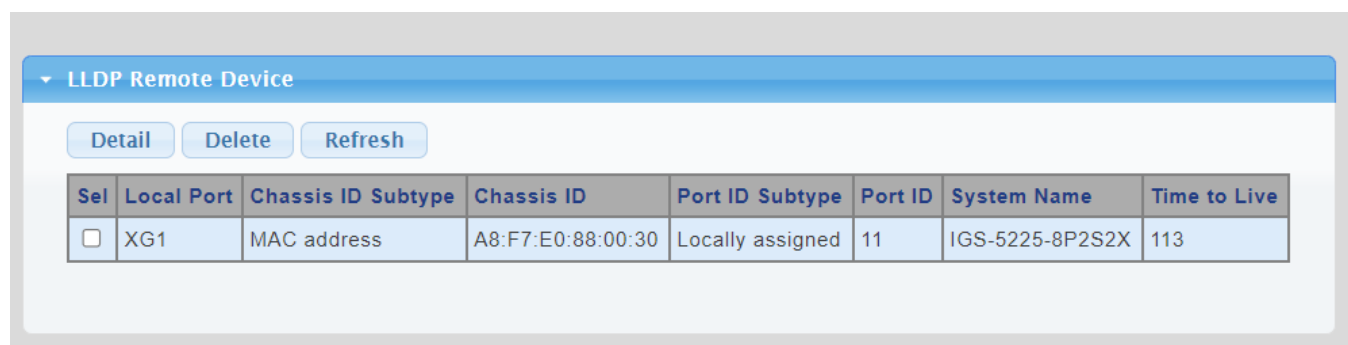 LLDP Remote Device
Detail Delete Refresh
Sel Local Port Chassis ID Subtype Chassis ID Port ID Subtype Port ID System Name Time to Live
XG1 MAC address A8:F7:E0:88:00:30 Locally assigned 11 IGS-5225-8P2S2X 113